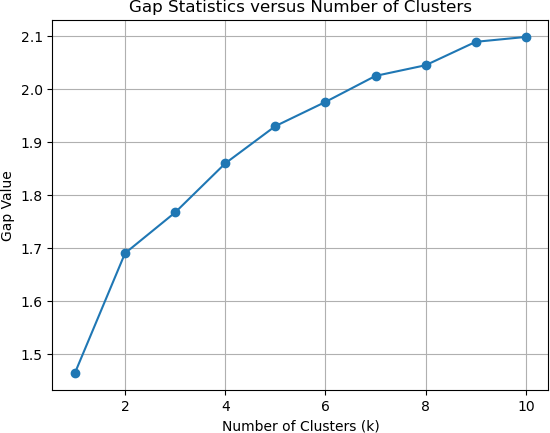 Gap Statistics versus Number of Clusters
2.1
2.0
1.9
1.8
1.7
1.6
1.5
Gap Value
2 4 6 8 10
Number of Clusters (k)